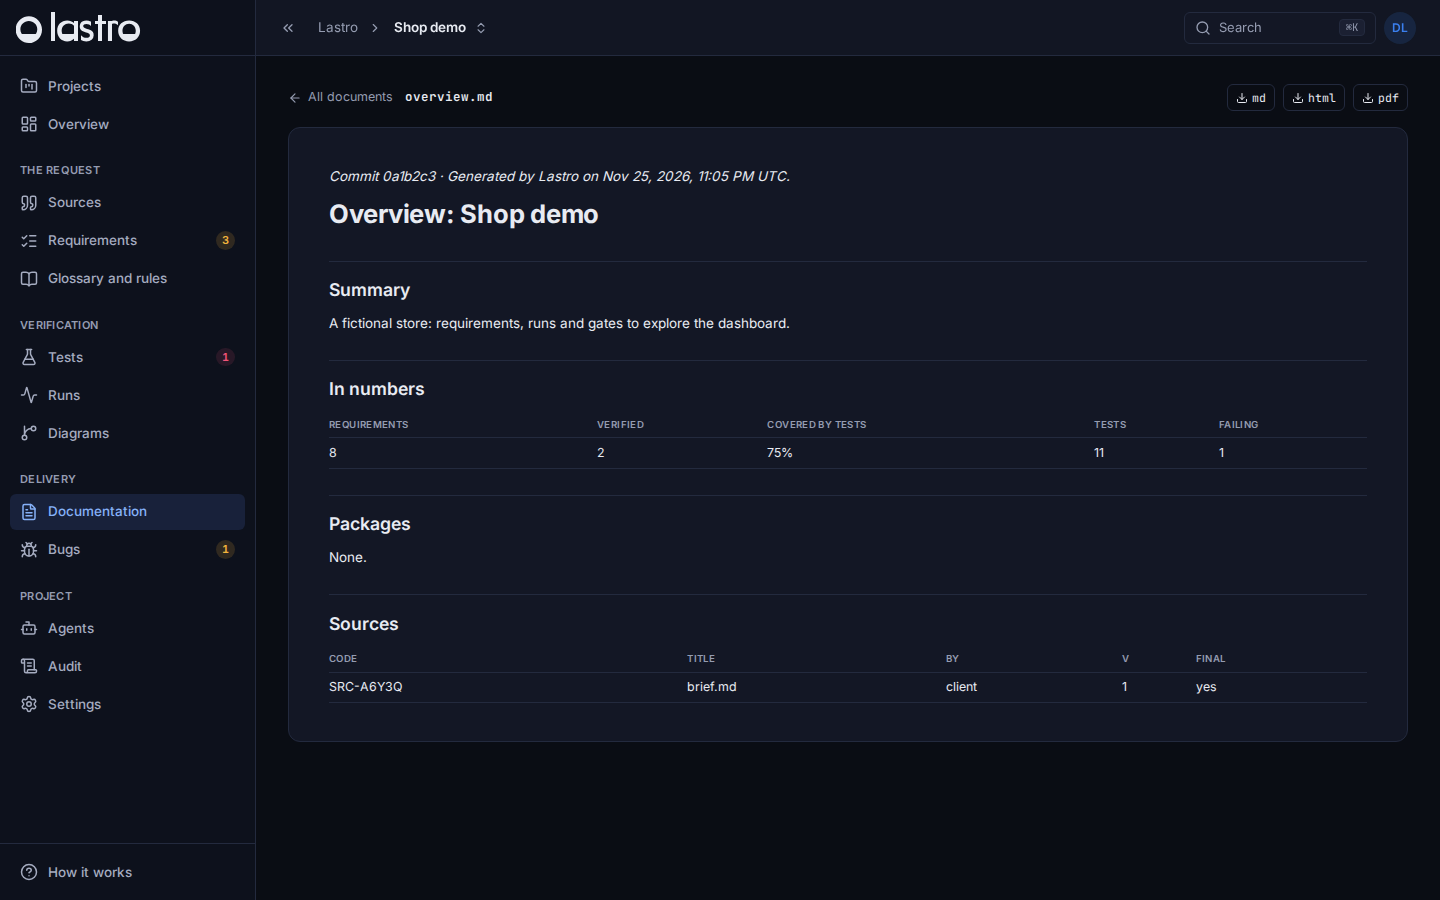 lastro
Lastro > Shop demo
Search ⌘K
DL
Projects
Overview
THE REQUEST
Sources
Requirements 3
Glossary and rules
VERIFICATION
Tests 1
Runs
Diagrams
DELIVERY
Documentation
Bugs 1
PROJECT
Agents
Audit
Settings
How it works
All documents overview.md
md html pdf
Commit 0a1b2c3 · Generated by Lastro on Nov 25, 2026, 11:05 PM UTC.
Overview: Shop demo
Summary
A fictional store: requirements, runs and gates to explore the dashboard.
In numbers
REQUIREMENTS VERIFIED COVERED BY TESTS TESTS FAILING
8 2 75% 11 1
Packages
None.
Sources
CODE TITLE BY V FINAL
SRC-A6Y3Q brief.md client 1 yes